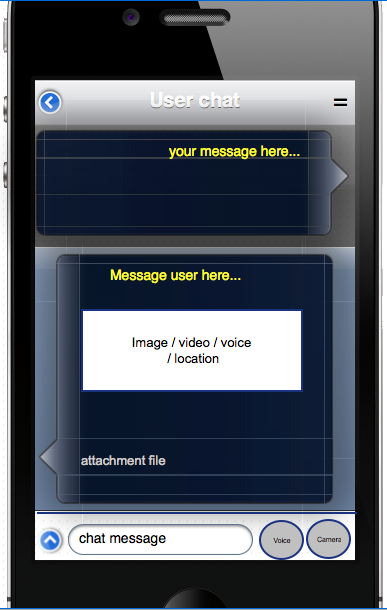 User chat
your message here...
Message user here...
Image / video / voice
/ location
attachment file
chat message
Voice
Camera